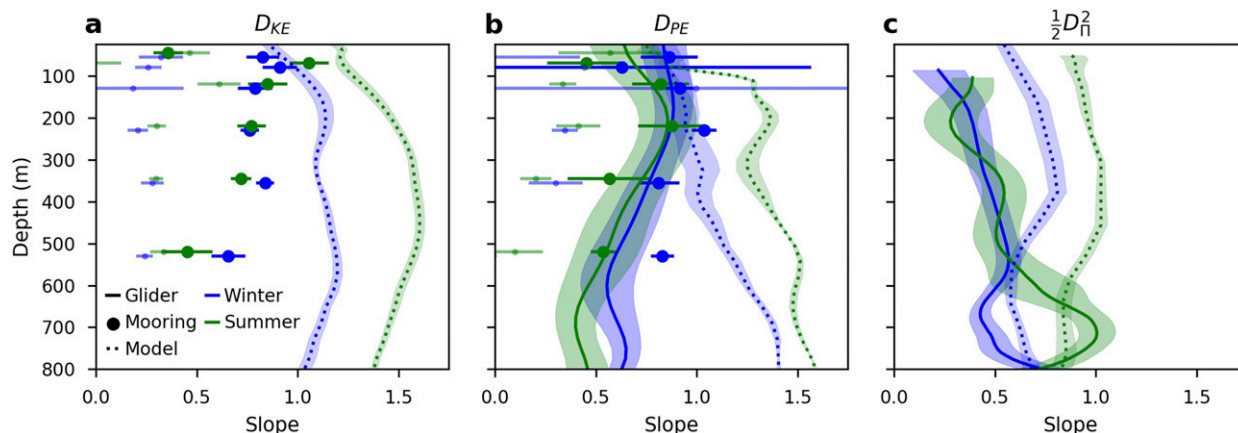 a
D_KE
b
D_PE
c
½D_Π²
100
200
300
400
500
600
700
800
Depth (m)
Glider
Mooring
Model
Winter
Summer
0.0
0.5
1.0
1.5
Slope
0.0
0.5
1.0
1.5
Slope
0.0
0.5
1.0
1.5
Slope